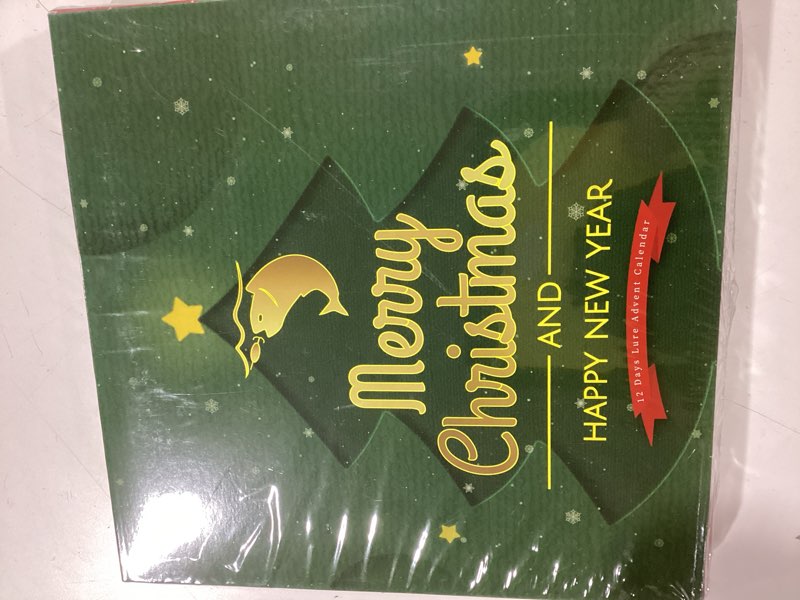 Merry
Christmas
AND
HAPPY NEW YEAR
12 Days Lure Advent Calendar